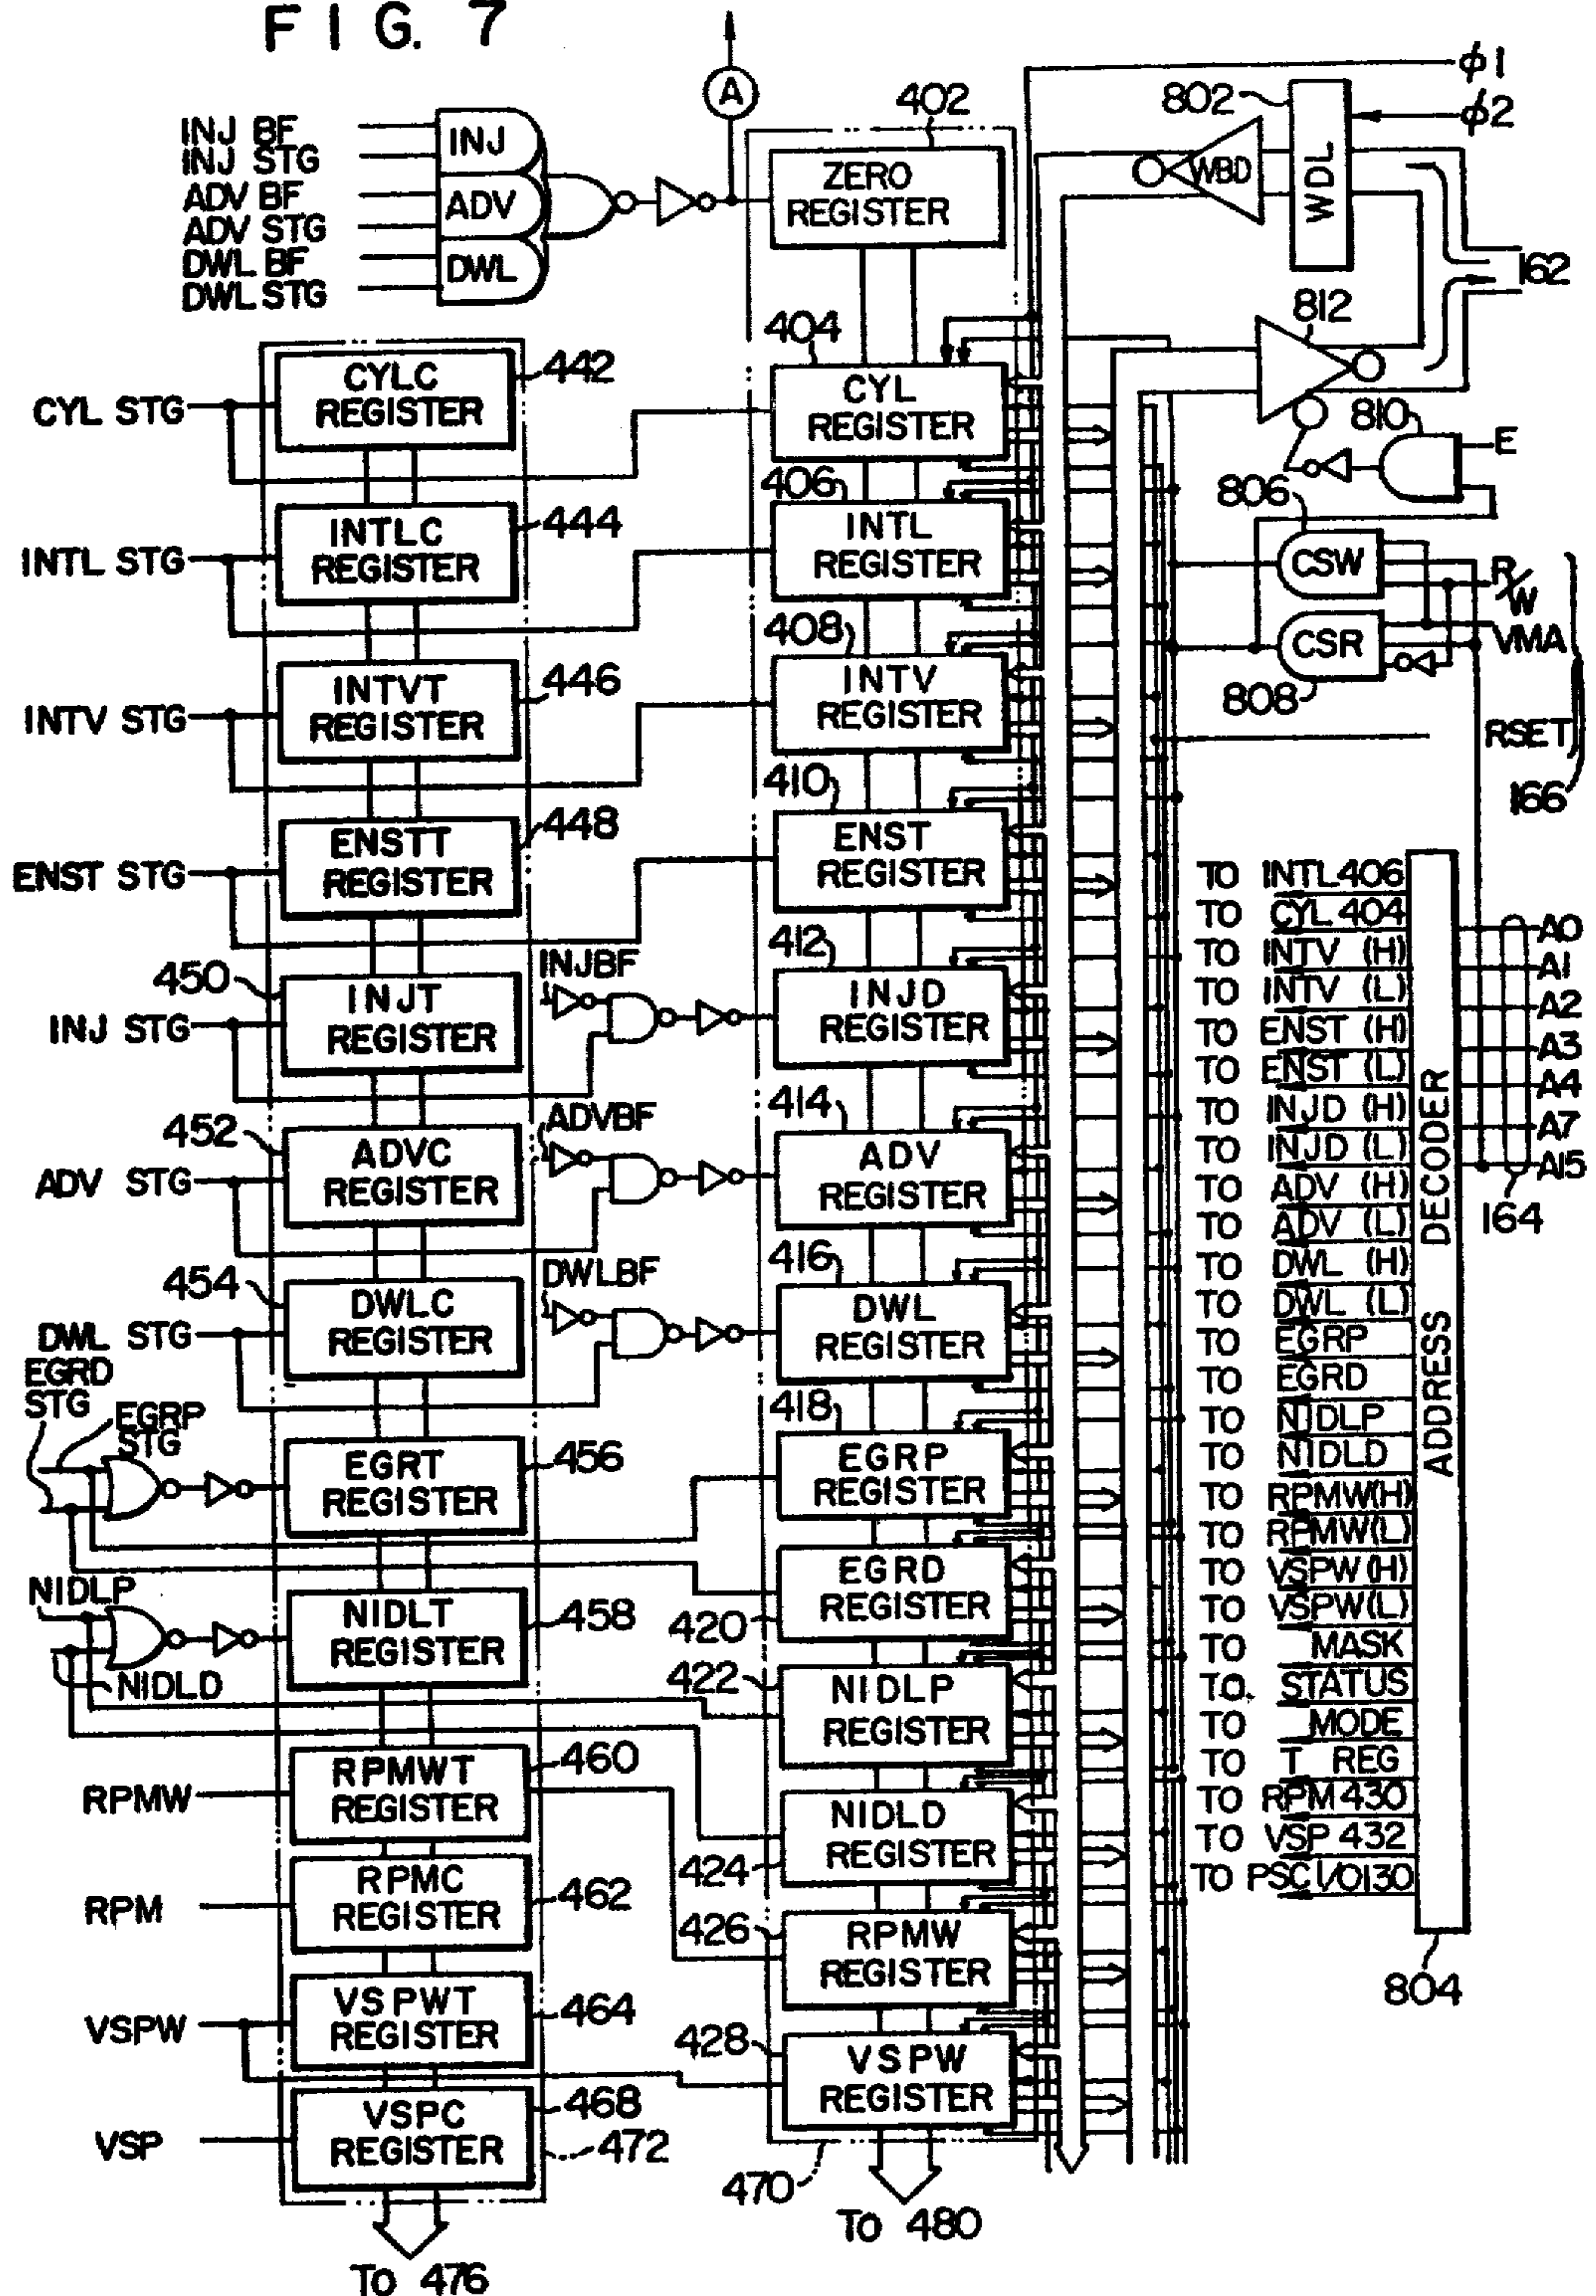 FIG. 7
A
INJ BF
INJ STG
ADV BF
ADV STG
DWL BF
DWL STG
INJ
ADV
DWL
402
ZERO
REGISTER
802
WDL
WBD
ϕ1
ϕ2
162
812
810
E
806
CSW
R/W
CSR
VMA
808
RSET
166
CYL STG
CYLC
REGISTER
442
404
CYL
REGISTER
INTL STG
INTLC
REGISTER
444
406
INTL
REGISTER
INTV STG
INTVT
REGISTER
446
408
INTV
REGISTER
ENST STG
ENSTT
REGISTER
448
410
ENST
REGISTER
INJ STG
450
INJT
REGISTER
INJBF
412
INJD
REGISTER
ADV STG
452
ADVC
REGISTER
ADVBF
414
ADV
REGISTER
DWL STG
454
DWLC
REGISTER
DWLBF
416
DWL
REGISTER
EGRD
STG
EGRP
STG
EGRT
REGISTER
456
418
EGRP
REGISTER
EGRD
REGISTER
420
NIDLP
NIDLD
NIDLT
REGISTER
458
422
NIDLP
REGISTER
RPMW
RPMWT
REGISTER
460
NIDLD
REGISTER
424
RPM
RPMC
REGISTER
462
426
RPMW
REGISTER
VSPW
VSPWT
REGISTER
464
428
VSPW
REGISTER
VSP
VSPC
REGISTER
468
472
470
TO 480
TO 476
TO INTL406
TO CYL404
TO INTV (H)
TO INTV (L)
TO ENST (H)
TO ENST (L)
TO INJD (H)
TO INJD (L)
TO ADV (H)
TO ADV (L)
TO DWL (H)
TO DWL (L)
TO EGRP
TO EGRD
TO NIDLP
TO NIDLD
TO RPMW(H)
TO RPMW(L)
TO VSPW(H)
TO VSPW(L)
TO MASK
TO STATUS
TO MODE
TO T REG
TO RPM430
TO VSP 432
TO PSC I/O130
ADDRESS DECODER
A0
A1
A2
A3
A4
A7
A15
164
804